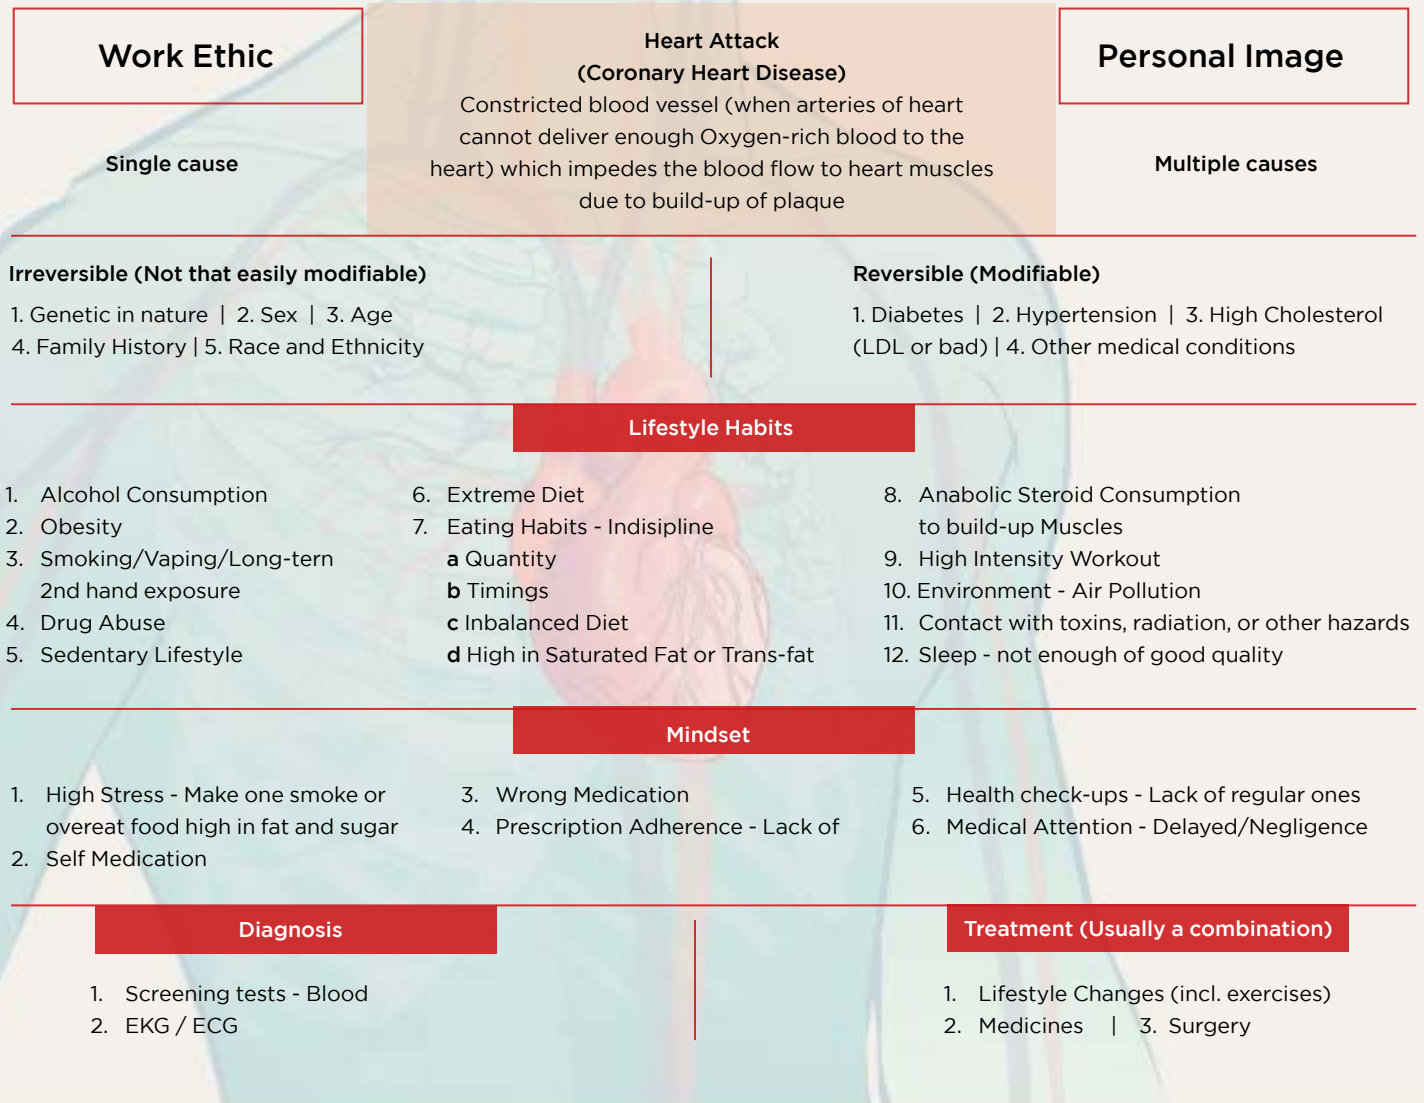 Work Ethic
Heart Attack
(Coronary Heart Disease)
Constricted blood vessel (when arteries of heart
cannot deliver enough Oxygen-rich blood to the
heart) which impedes the blood flow to heart muscles
due to build-up of plaque
Personal Image
Single cause
Multiple causes
Irreversible (Not that easily modifiable)
1. Genetic in nature | 2. Sex | 3. Age
4. Family History | 5. Race and Ethnicity
Reversible (Modifiable)
1. Diabetes | 2. Hypertension | 3. High Cholesterol
(LDL or bad) | 4. Other medical conditions
Lifestyle Habits
1. Alcohol Consumption
2. Obesity
3. Smoking/Vaping/Long-tern
2nd hand exposure
4. Drug Abuse
5. Sedentary Lifestyle
6. Extreme Diet
7. Eating Habits - Indisipline
a Quantity
b Timings
c Inbalanced Diet
d High in Saturated Fat or Trans-fat
8. Anabolic Steroid Consumption
to build-up Muscles
9. High Intensity Workout
10. Environment - Air Pollution
11. Contact with toxins, radiation, or other hazards
12. Sleep - not enough of good quality
Mindset
1. High Stress - Make one smoke or
overeat food high in fat and sugar
2. Self Medication
3. Wrong Medication
4. Prescription Adherence - Lack of
5. Health check-ups - Lack of regular ones
6. Medical Attention - Delayed/Negligence
Diagnosis
1. Screening tests - Blood
2. EKG / ECG
Treatment (Usually a combination)
1. Lifestyle Changes (incl. exercises)
2. Medicines | 3. Surgery